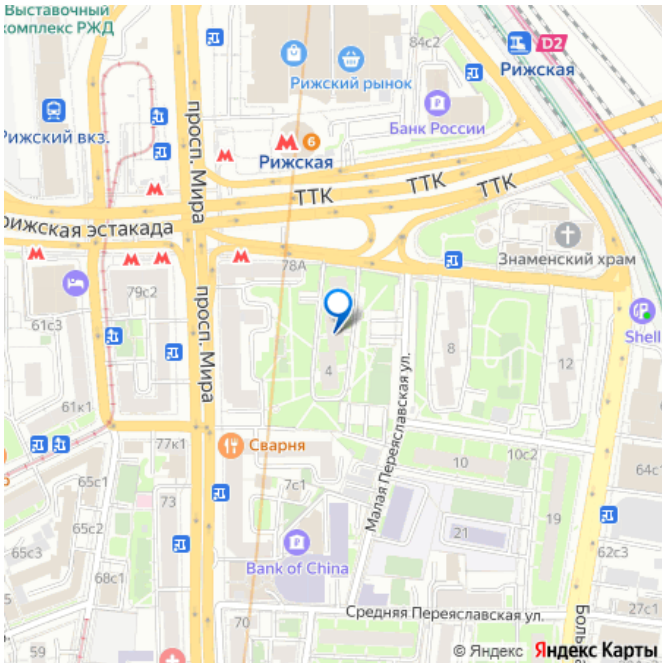 Выставочный
комплекс РЖД
84с2
D2
Рижская
Рижский рынок
Банк России
Рижский вкз.
просп. Мира
М
М
6
Рижская
ТТК
ТТК
ТТК
М
рижская эстакада
Знаменский храм
М
М
М
М
78А
79с2
просп. Мира
61с3
Shell
8
12
4
Малая Переяславская ул.
61к1
77к1
Сварня
10
10с2
64с
65с1
7с1
73
65с2
19
21
65с3
62с3
Bank of China
68с1
27с1
70
Средняя Переяславская ул.
59
© Яндекс Яндекс Карты